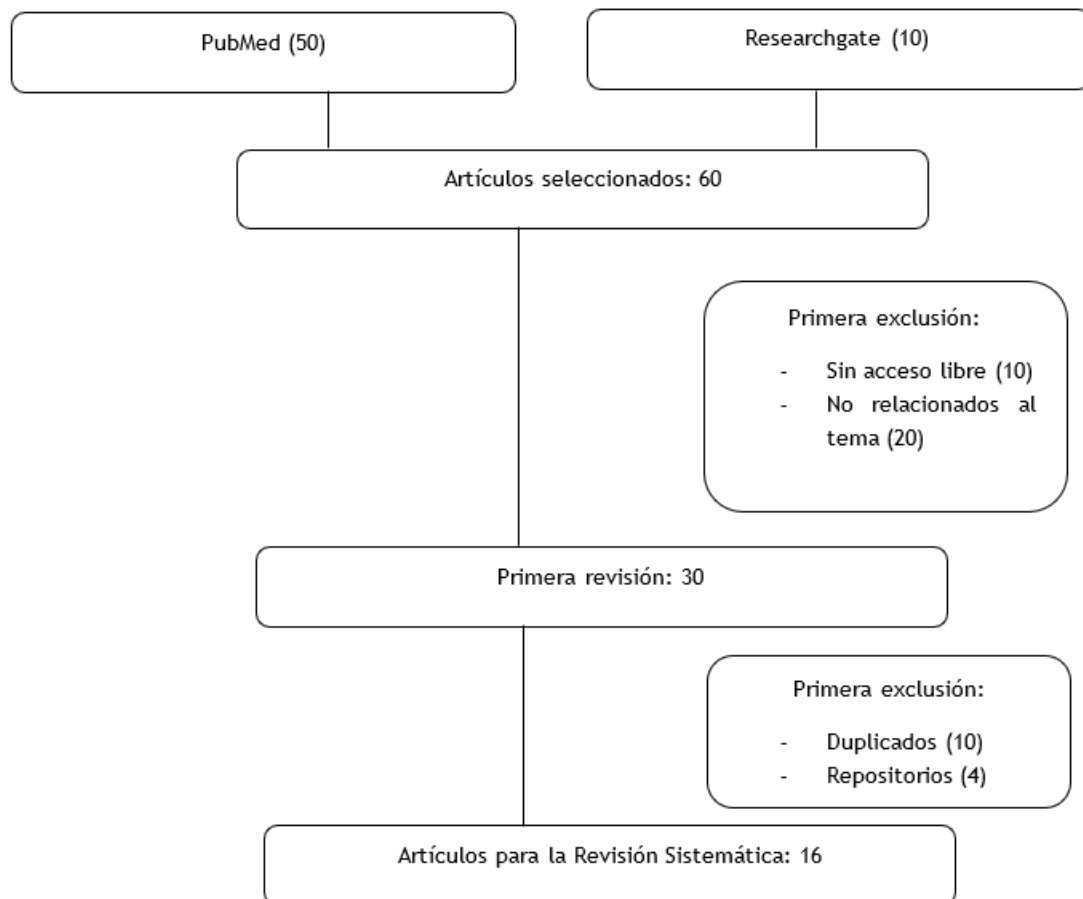 PubMed (50)
Researchgate (10)
Artículos seleccionados: 60
Primera exclusión:
- Sin acceso libre (10)
- No relacionados al
tema (20)
Primera revisión: 30
Primera exclusión:
- Duplicados (10)
- Repositorios (4)
Artículos para la Revisión Sistemática: 16